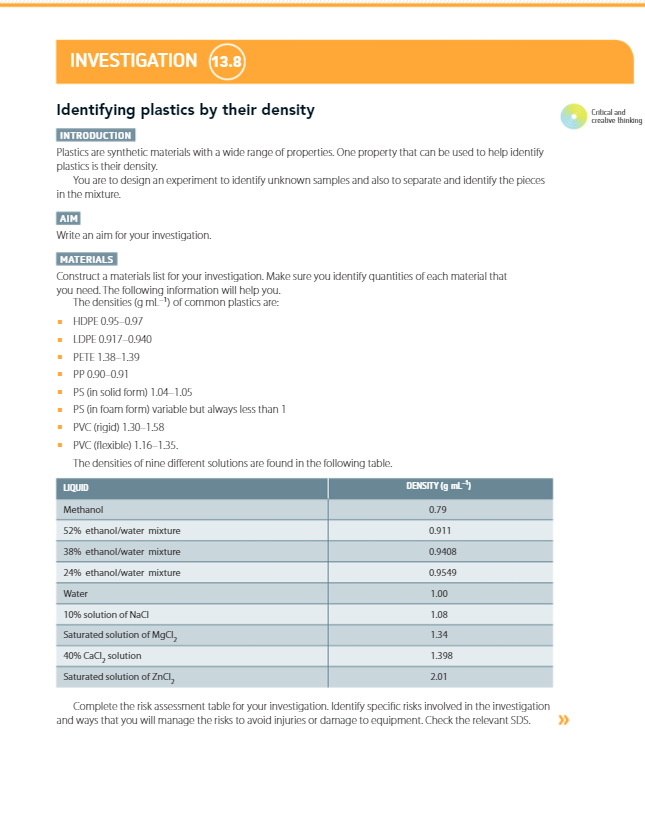 INVESTIGATION 13.8
Identifying plastics by their density
Critical and
creative thinking
INTRODUCTION
Plastics are synthetic materials with a wide range of properties. One property that can be used to help identify
plastics is their density.
You are to design an experiment to identify unknown samples and also to separate and identify the pieces
in the mixture.
AIM
Write an aim for your investigation.
MATERIALS
Construct a materials list for your investigation. Make sure you identify quantities of each material that
you need. The following information will help you.
The densities (g mL⁻¹) of common plastics are:
▪ HDPE 0.95–0.97
▪ LDPE 0.917–0.940
▪ PETE 1.38–1.39
▪ PP 0.90–0.91
▪ PS (in solid form) 1.04–1.05
▪ PS (in foam form) variable but always less than 1
▪ PVC (rigid) 1.30–1.58
▪ PVC (flexible) 1.16–1.35.
The densities of nine different solutions are found in the following table.
LIQUID DENSITY (g mL⁻¹)
Methanol 0.79
52% ethanol/water mixture 0.911
38% ethanol/water mixture 0.9408
24% ethanol/water mixture 0.9549
Water 1.00
10% solution of NaCl 1.08
Saturated solution of MgCl₂ 1.34
40% CaCl₂ solution 1.398
Saturated solution of ZnCl₂ 2.01
Complete the risk assessment table for your investigation. Identify specific risks involved in the investigation
and ways that you will manage the risks to avoid injuries or damage to equipment. Check the relevant SDS. »